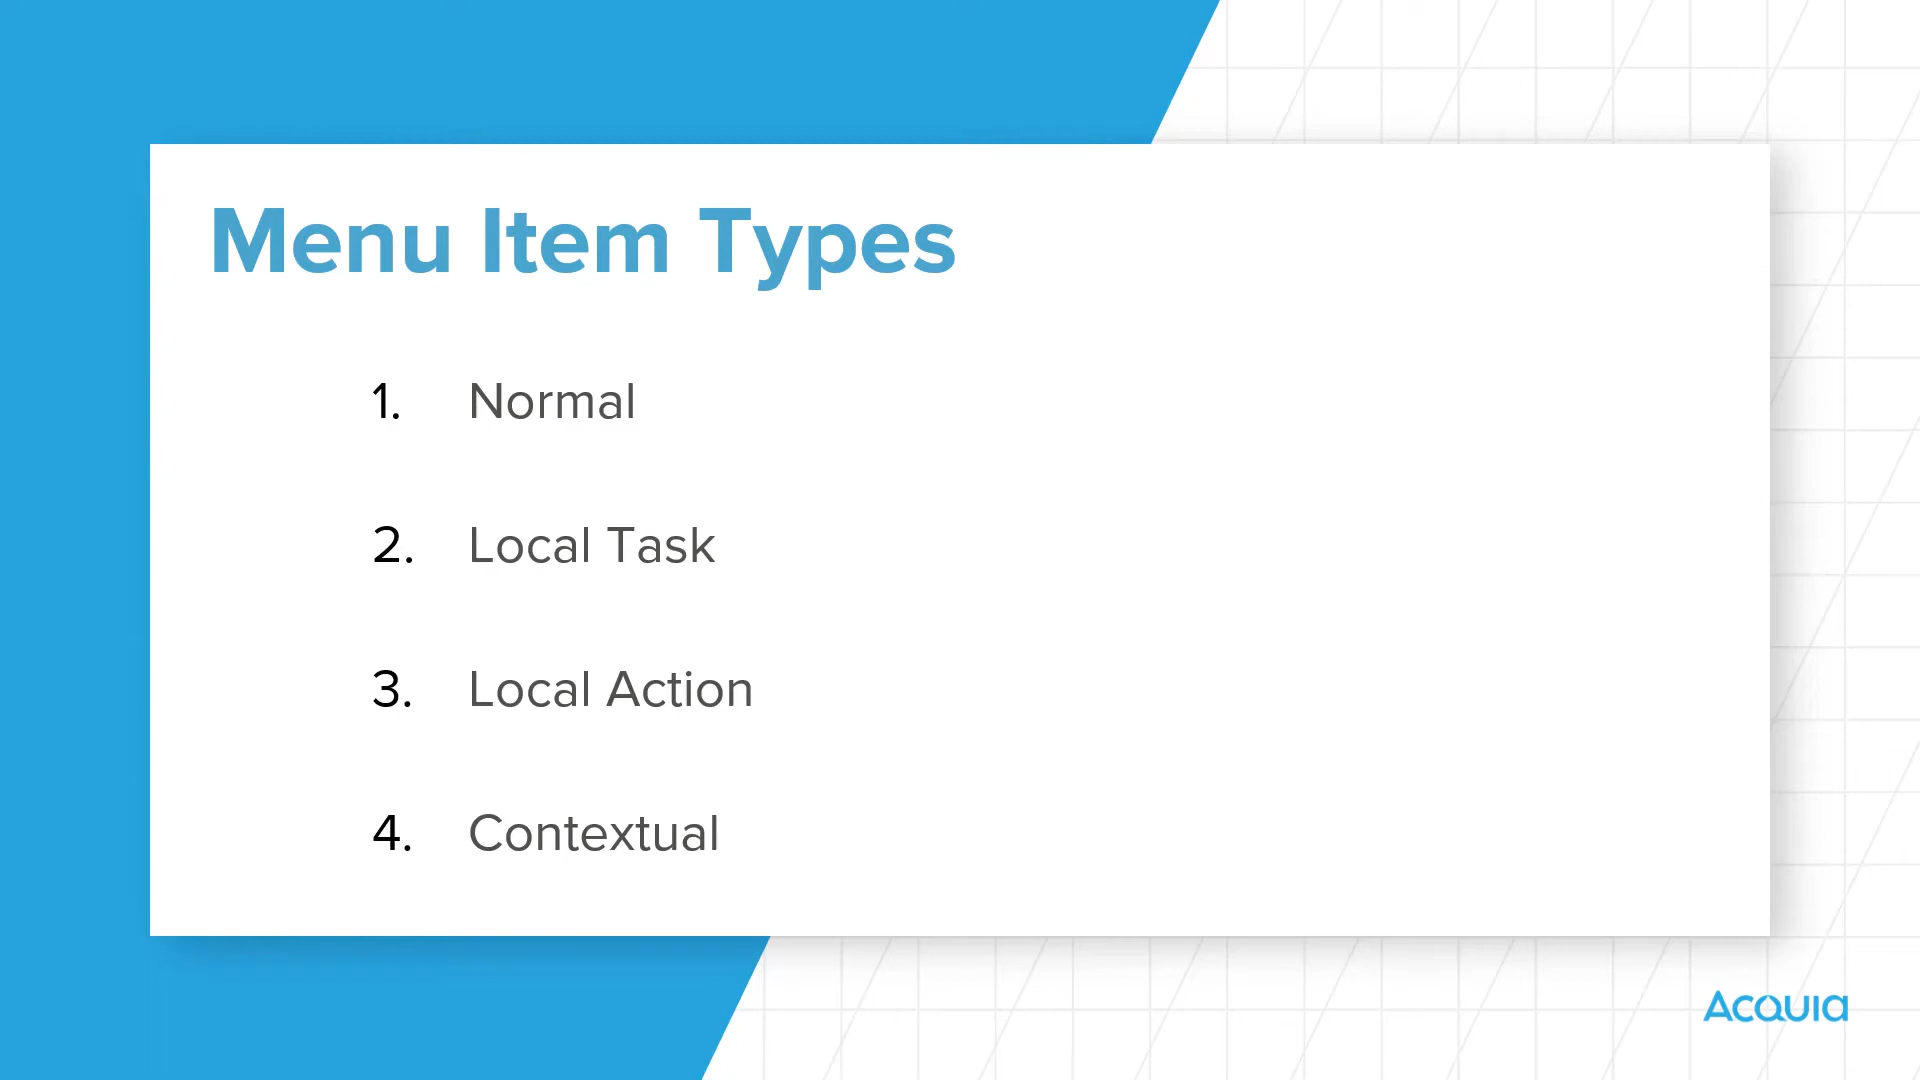 Menu Item Types
1. Normal
2. Local Task
3. Local Action
4. Contextual
Acquia